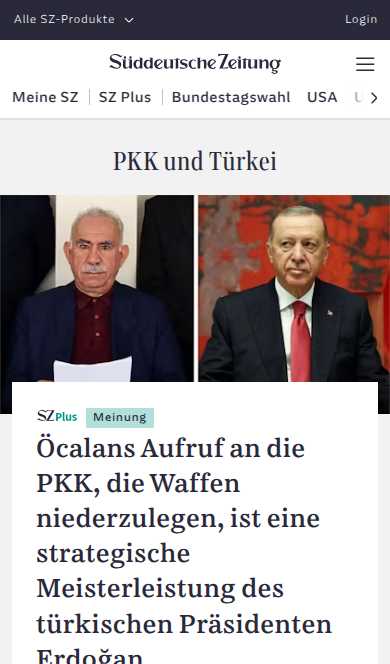 Alle SZ-Produkte
Login
Süddeutsche Zeitung
Meine SZ
SZ Plus
Bundestagswahl
USA
PKK und Türkei
SZ Plus
Meinung
Öcalans Aufruf an die
PKK, die Waffen
niederzulegen, ist eine
strategische
Meisterleistung des
türkischen Präsidenten
Erdoğan